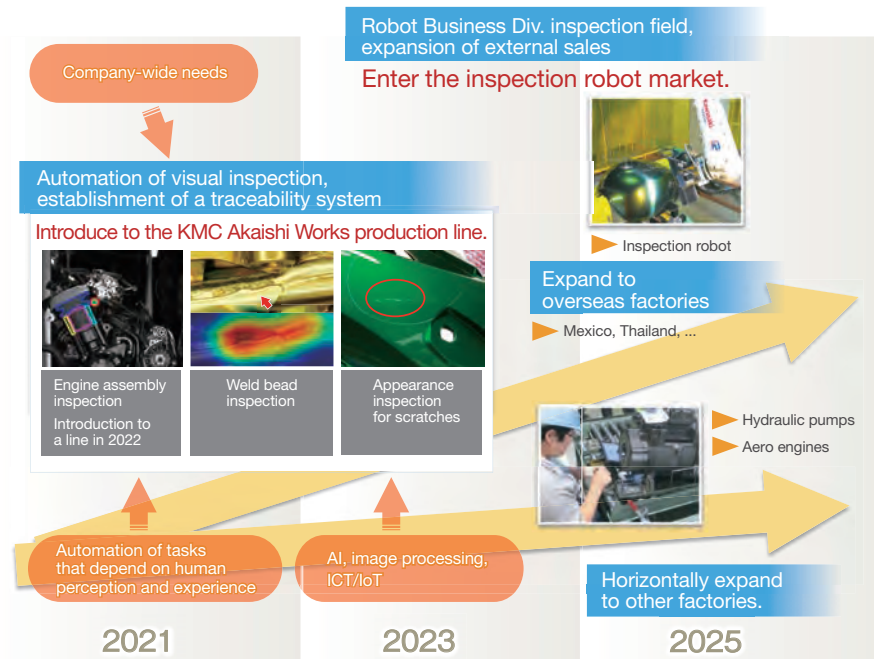 Robot Business Div. inspection field,
expansion of external sales
Enter the inspection robot market.
Company-wide needs
Automation of visual inspection,
establishment of a traceability system
Introduce to the KMC Akaishi Works production line.
Engine assembly
inspection
Introduction to
a line in 2022
Weld bead
inspection
Appearance
inspection
for scratches
Kawasaki
Inspection robot
Expand to
overseas factories
Mexico, Thailand, ...
Hydraulic pumps
Aero engines
Automation of tasks
that depend on human
perception and experience
AI, image processing,
ICT/IoT
Horizontally expand
to other factories.
2021
2023
2025